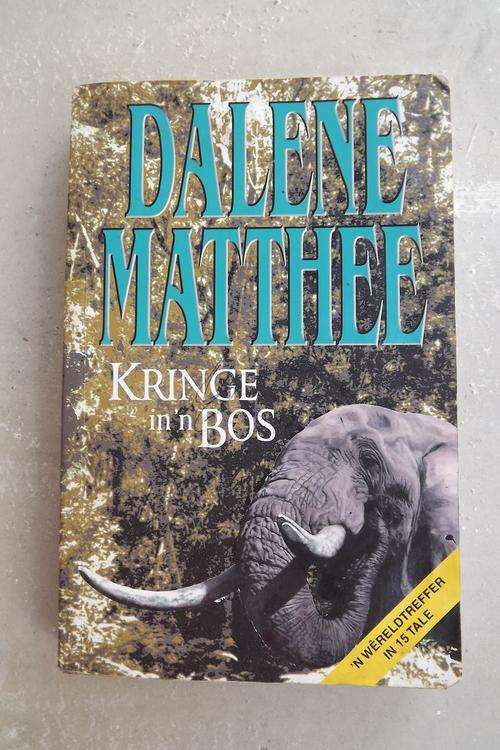 DALENE
MATTHEE
KRINGE
in 'n BOS
'N WÊRELDTREFFER
IN 15 TALE